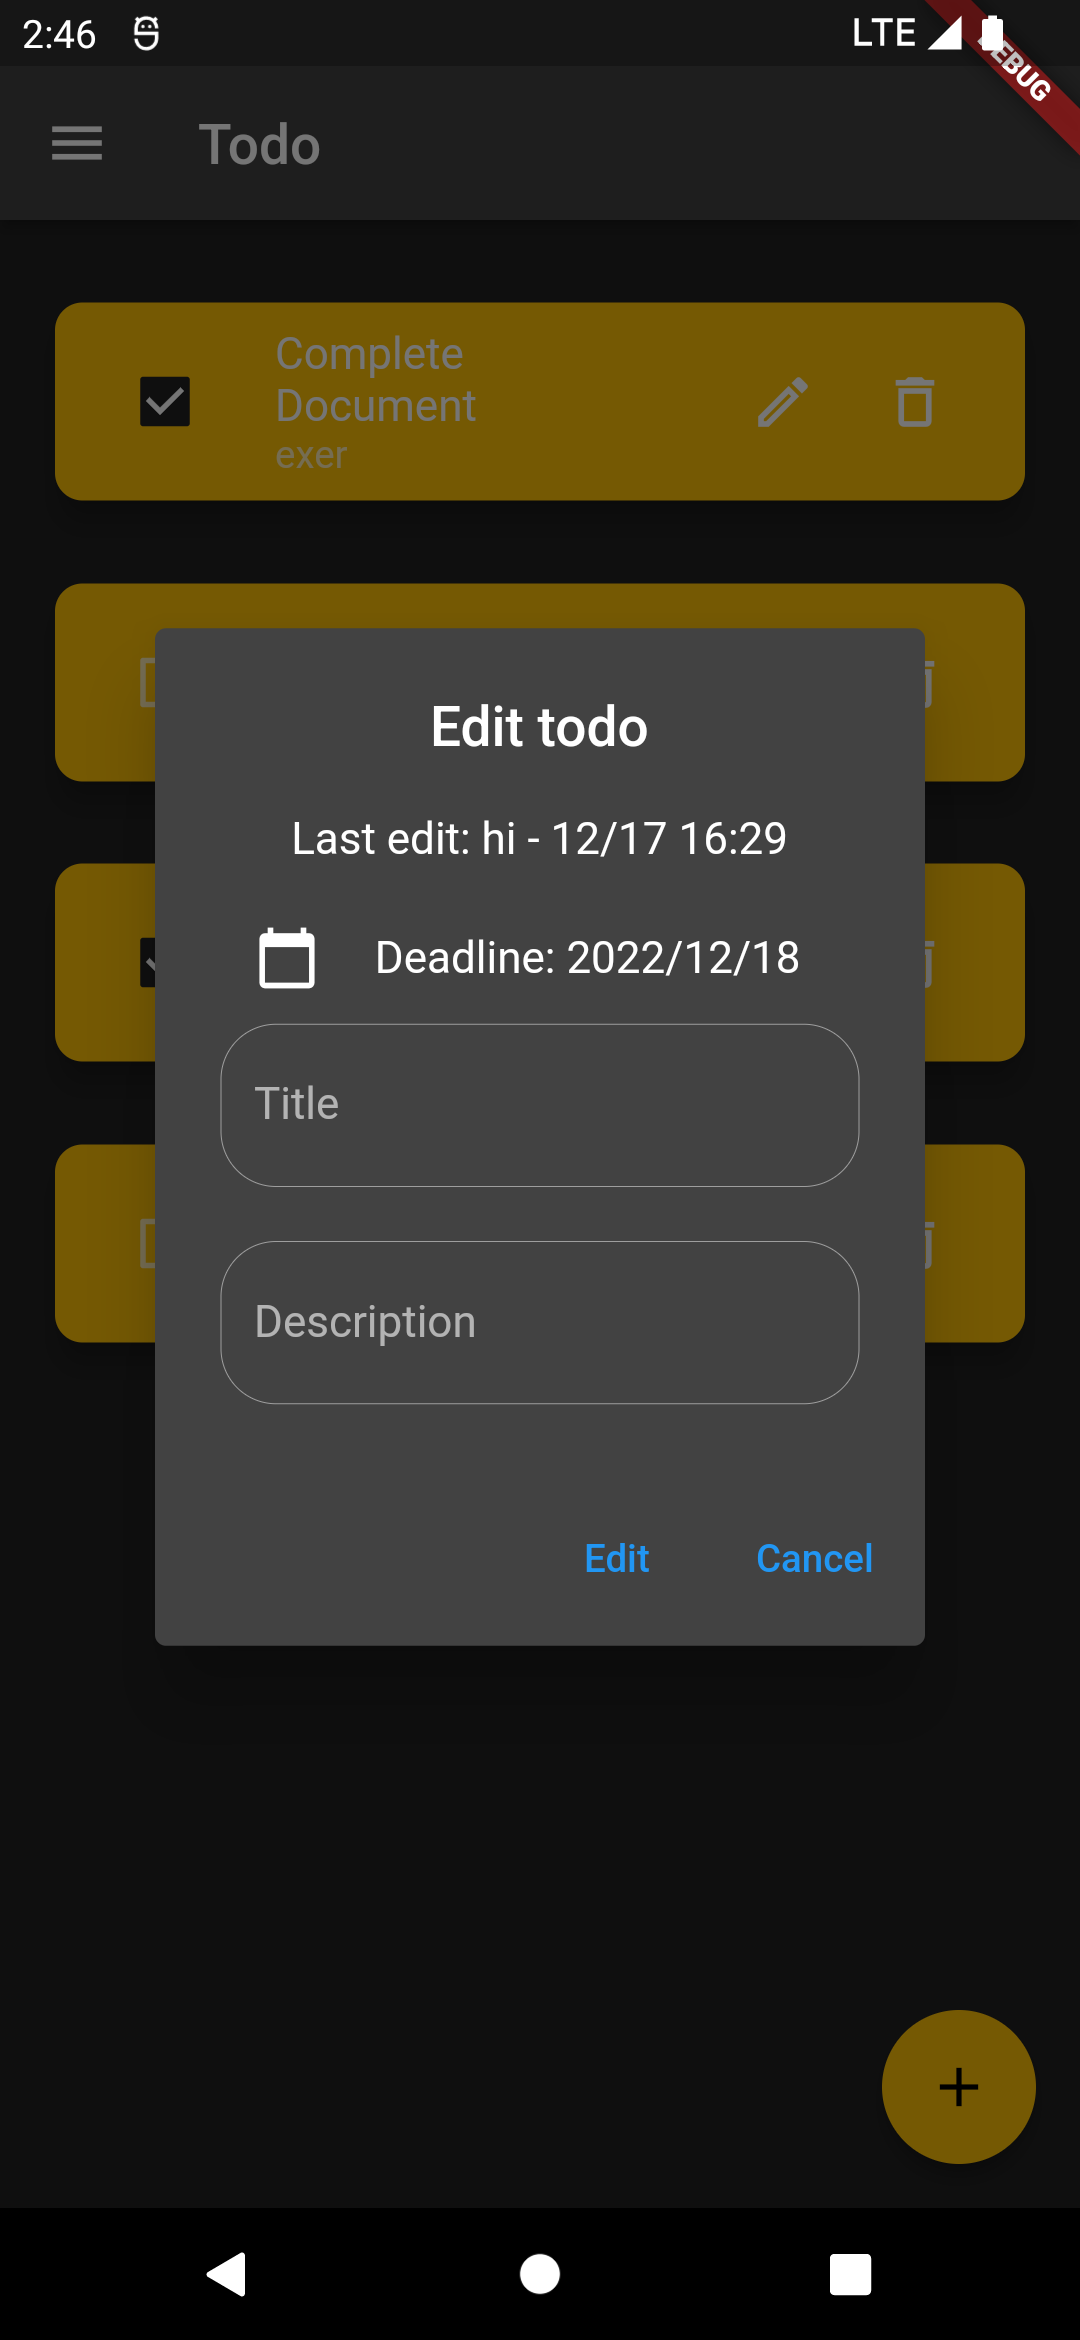 2:46 LTE
DEBUG
Todo
Complete
Document
exer
Edit todo
Last edit: hi - 12/17 16:29
Deadline: 2022/12/18
Title
Description
Edit Cancel